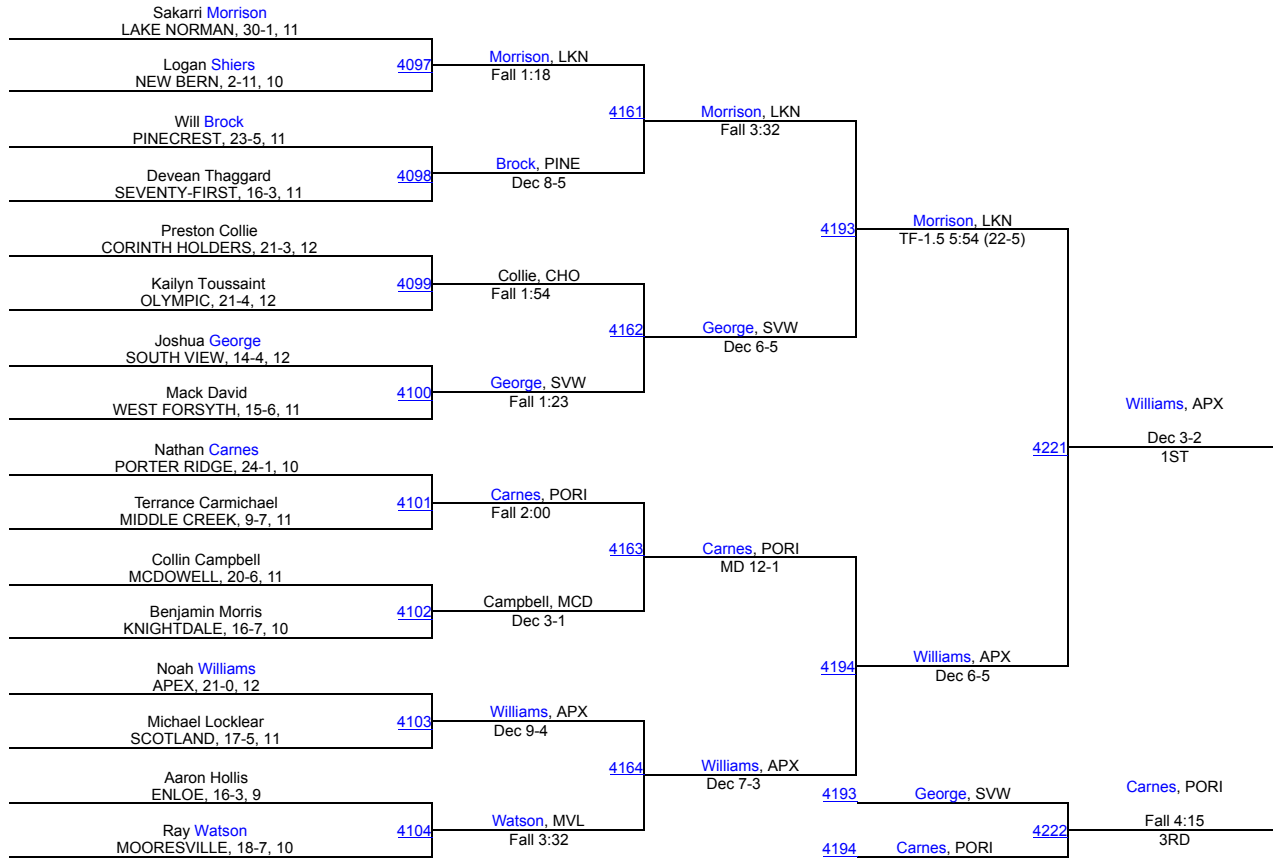 Sakarri Morrison
LAKE NORMAN, 30-1, 11
Logan Shiers
NEW BERN, 2-11, 10
4097
Morrison, LKN
Fall 1:18
Will Brock
PINECREST, 23-5, 11
Devean Thaggard
SEVENTY-FIRST, 16-3, 11
4098
Brock, PINE
Dec 8-5
4161
Morrison, LKN
Fall 3:32
Preston Collie
CORINTH HOLDERS, 21-3, 12
Kailyn Toussaint
OLYMPIC, 21-4, 12
4099
Collie, CHO
Fall 1:54
Joshua George
SOUTH VIEW, 14-4, 12
Mack David
WEST FORSYTH, 15-6, 11
4100
George, SVW
Fall 1:23
4162
George, SVW
Dec 6-5
4193
Morrison, LKN
TF-1.5 5:54 (22-5)
Nathan Carnes
PORTER RIDGE, 24-1, 10
Terrance Carmichael
MIDDLE CREEK, 9-7, 11
4101
Carnes, PORI
Fall 2:00
Collin Campbell
MCDOWELL, 20-6, 11
Benjamin Morris
KNIGHTDALE, 16-7, 10
4102
Campbell, MCD
Dec 3-1
4163
Carnes, PORI
MD 12-1
Noah Williams
APEX, 21-0, 12
Michael Locklear
SCOTLAND, 17-5, 11
4103
Williams, APX
Dec 9-4
Aaron Hollis
ENLOE, 16-3, 9
Ray Watson
MOORESVILLE, 18-7, 10
4104
Watson, MVL
Fall 3:32
4164
Williams, APX
Dec 7-3
4194
Williams, APX
Dec 6-5
4221
Williams, APX
Dec 3-2
1ST
4193
George, SVW
4194
Carnes, PORI
4222
Carnes, PORI
Fall 4:15
3RD